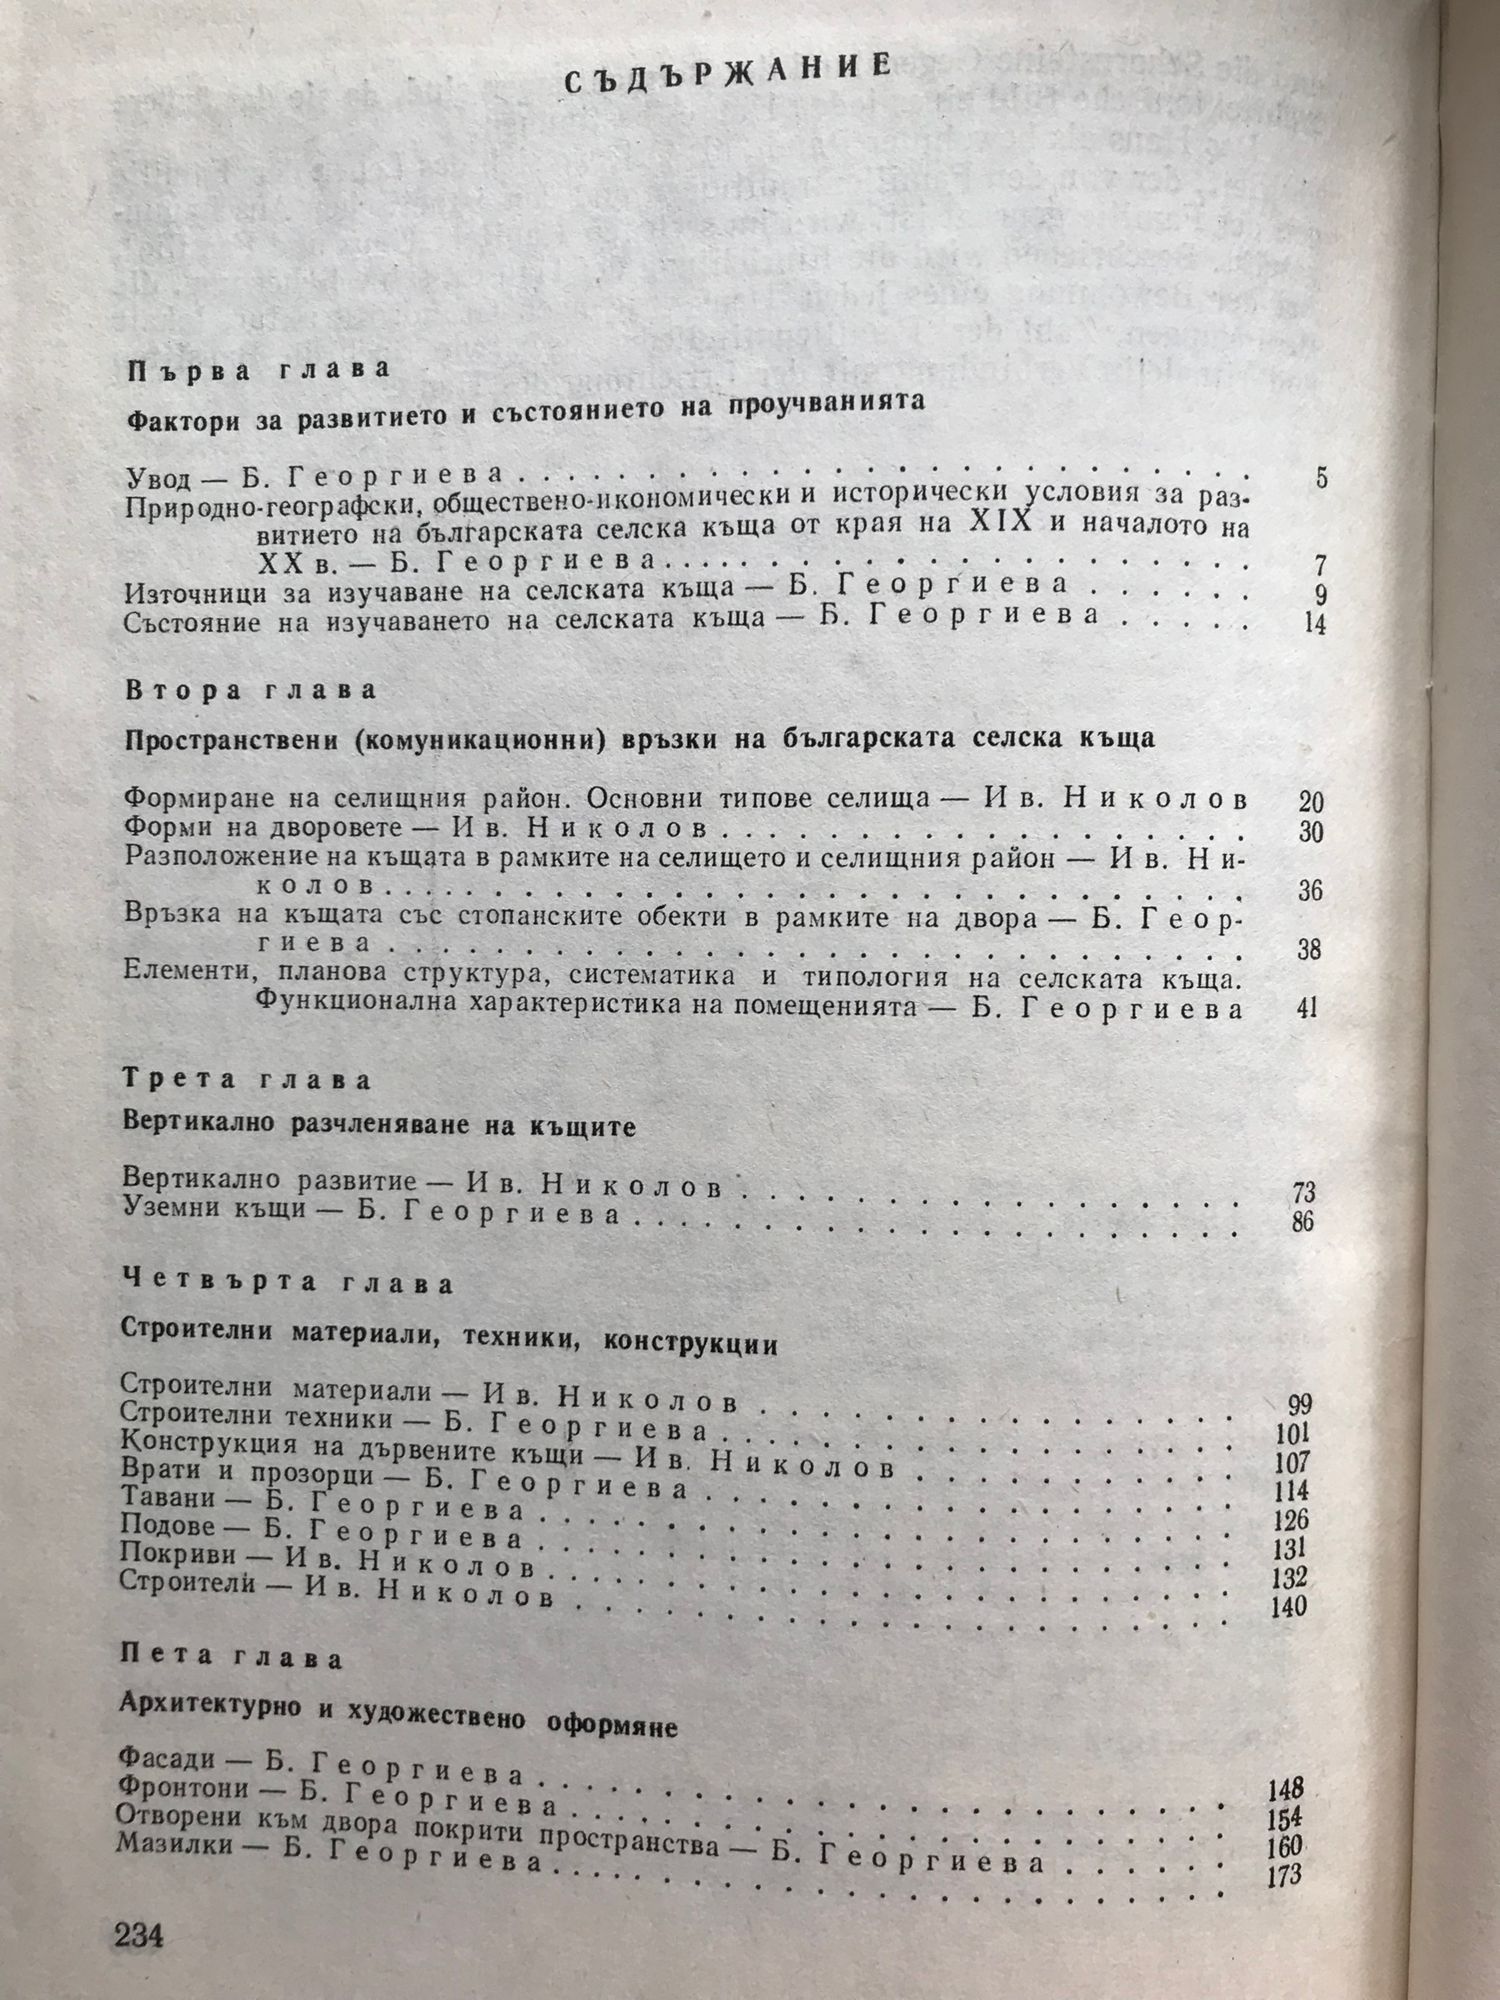 СЪДЪРЖАНИЕ
Първа глава
Фактори за развитието и състоянието на проучванията
Увод — Б. Георгиева . . . . . . . . . . . . . . . . . . . . . . 5
Природно-географски, обществено-икономически и исторически условия за раз-
витието на българската селска къща от края на XIX и началото на
XX в. — Б. Георгиева . . . . . . . . . . . . . . . . . . 7
Източници за изучаване на селската къща — Б. Георгиева . . . . . . 9
Състояние на изучаването на селската къща — Б. Георгиева . . . . . 14
Втора глава
Пространствени (комуникационни) връзки на българската селска къща
Формиране на селищния район. Основни типове селища — Ив. Николов 20
Форми на дворовете — Ив. Николов . . . . . . . . . . . . . . . 30
Разположение на къщата в рамките на селището и селищния район — Ив. Ни-
колов . . . . . . . . . . . . . . . . . . . . . . . . . 36
Връзка на къщата със стопанските обекти в рамките на двора — Б. Геор-
гиева . . . . . . . . . . . . . . . . . . . . . . . . . 38
Елементи, планова структура, систематика и типология на селската къща.
Функционална характеристика на помещенията — Б. Георгиева 41
Трета глава
Вертикално разчленяване на къщите
Вертикално развитие — Ив. Николов . . . . . . . . . . . . . . . 73
Уземни къщи — Б. Георгиева . . . . . . . . . . . . . . . . . . 86
Четвърта глава
Строителни материали, техники, конструкции
Строителни материали — Ив. Николов . . . . . . . . . . . . . . 99
Строителни техники — Б. Георгиева . . . . . . . . . . . . . . . 101
Конструкция на дървените къщи — Ив. Николов . . . . . . . . . . 107
Врати и прозорци — Б. Георгиева . . . . . . . . . . . . . . . . 114
Тавани — Б. Георгиева . . . . . . . . . . . . . . . . . . . . 126
Подове — Б. Георгиева . . . . . . . . . . . . . . . . . . . . 131
Покриви — Ив. Николов . . . . . . . . . . . . . . . . . . . . 132
Строители — Ив. Николов . . . . . . . . . . . . . . . . . . . 140
Пета глава
Архитектурно и художествено оформяне
Фасади — Б. Георгиева . . . . . . . . . . . . . . . . . . . . 148
Фронтони — Б. Георгиева . . . . . . . . . . . . . . . . . . . 154
Отворени към двора покрити пространства — Б. Георгиева . . . . . . 160
Мазилки — Б. Георгиева . . . . . . . . . . . . . . . . . . . . 173
234